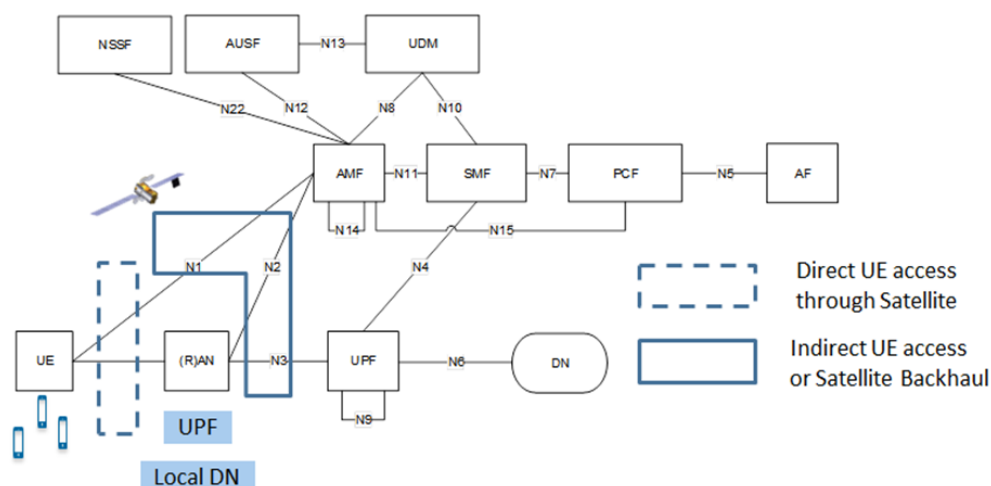 NSSF
AUSF
N13
UDM
N22
N12
N8
N10
AMF
N11
SMF
N7
PCF
N5
AF
N14
N15
N1
N2
N4
Direct UE access
through Satellite
UE
(R)AN
N3
UPF
N6
DN
Indirect UE access
or Satellite Backhaul
N9
UPF
Local DN